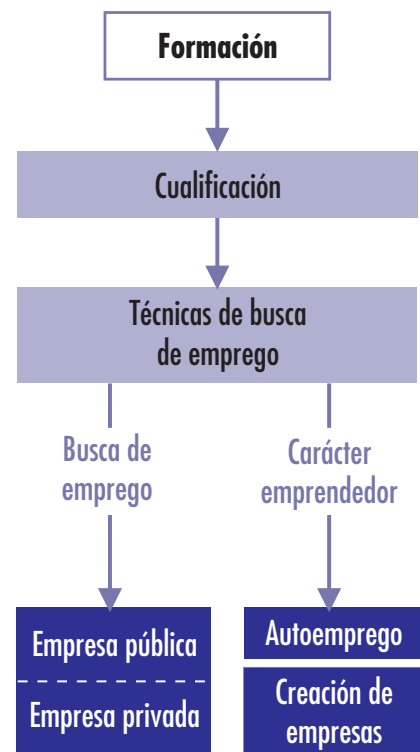 Formación
Cualificación
Técnicas de busca
de emprego
Busca de
emprego
Carácter
emprendedor
Empresa pública
Empresa privada
Autoemprego
Creación de
empresas